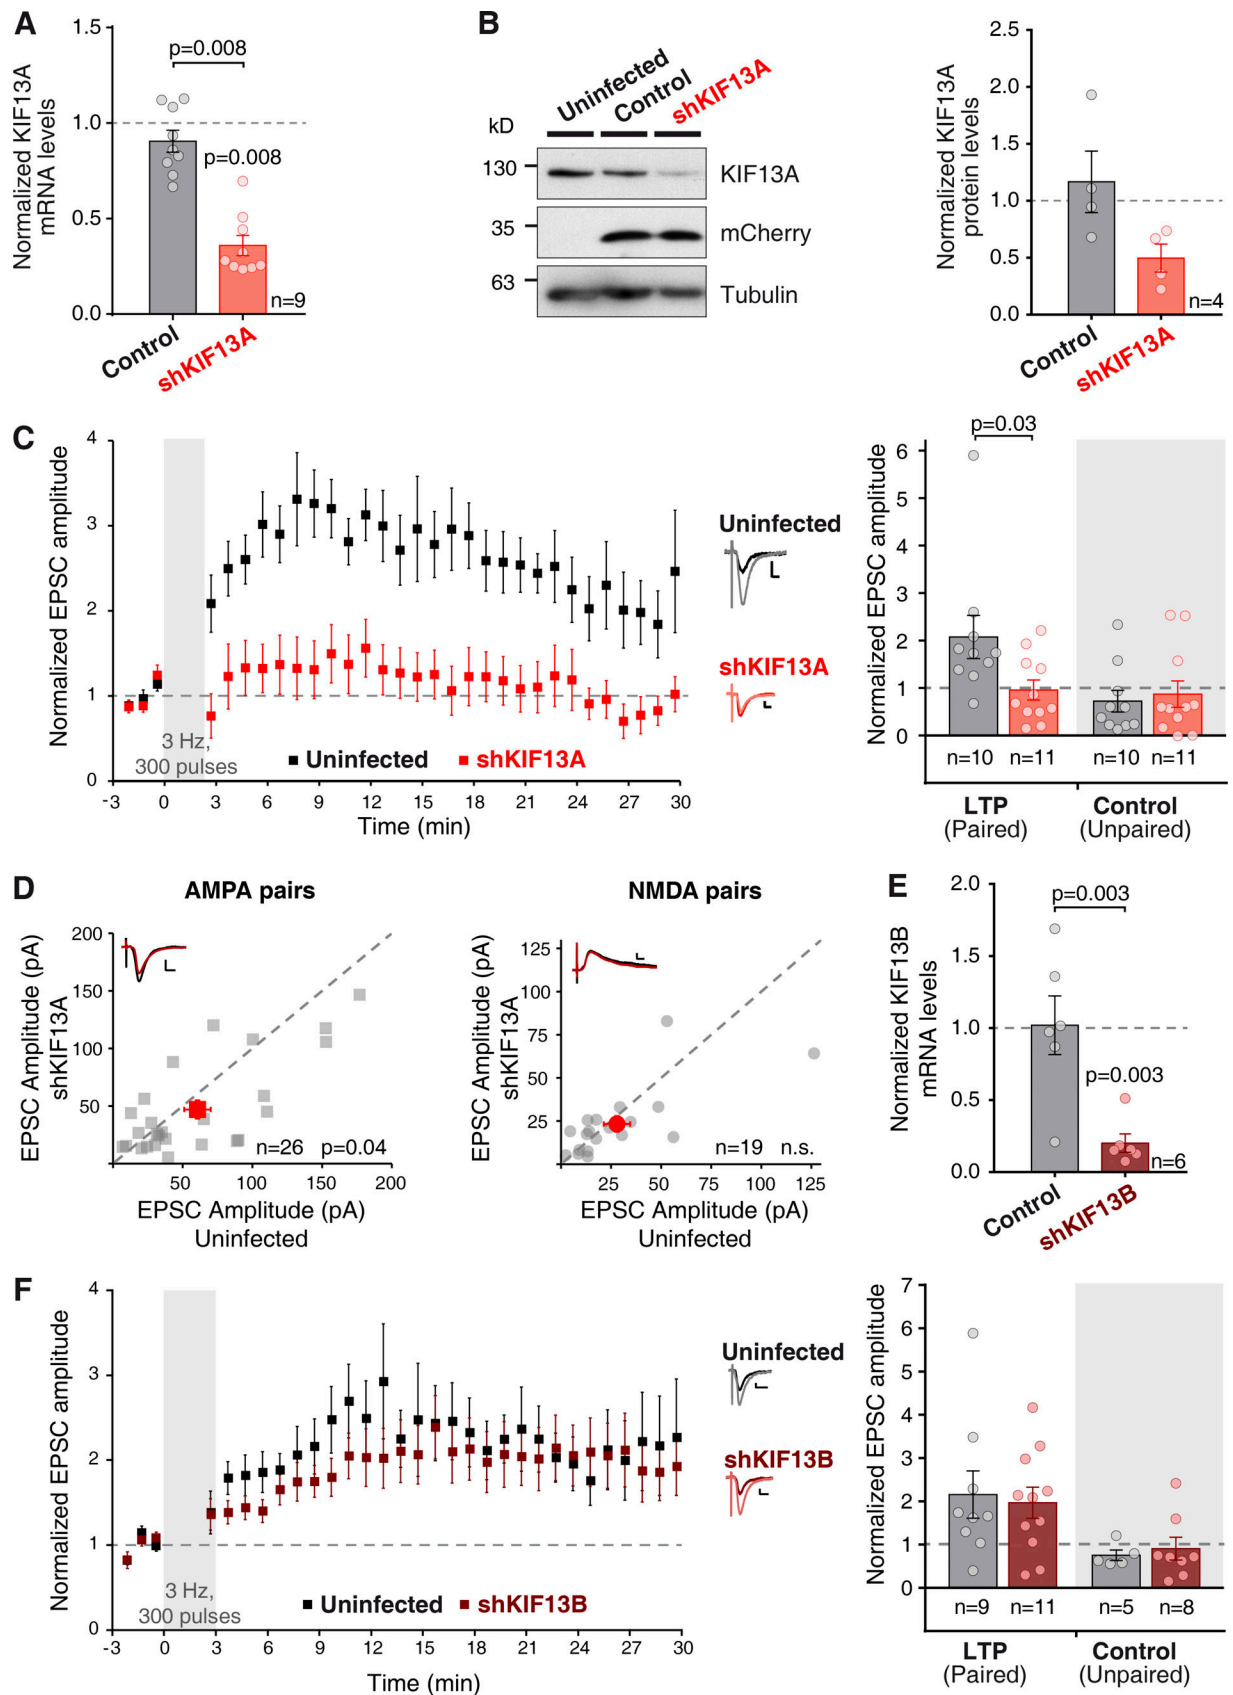 A
Normalized KIF13A
mRNA levels
1.5
1.0
0.5
0.0
p=0.008
p=0.008
n=9
Control
shKIF13A
B
Uninfected
Control
shKIF13A
kD
130
KIF13A
35
mCherry
63
Tubulin
Normalized KIF13A
protein levels
2.5
2.0
1.5
1.0
0.5
0.0
n=4
Control
shKIF13A
C
Normalized EPSC amplitude
4
3
2
1
0
3 Hz,
300 pulses
Uninfected
shKIF13A
-3
0
3
6
9
12
15
18
21
24
27
30
Time (min)
Uninfected
shKIF13A
Normalized EPSC amplitude
6
5
4
3
2
1
0
p=0.03
n=10
n=11
n=10
n=11
LTP
(Paired)
Control
(Unpaired)
D
AMPA pairs
EPSC Amplitude (pA)
shKIF13A
200
150
100
50
n=26
p=0.04
50
100
150
200
EPSC Amplitude (pA)
Uninfected
NMDA pairs
EPSC Amplitude (pA)
shKIF13A
125
100
75
50
25
n=19
n.s.
25
50
75
100
125
EPSC Amplitude (pA)
Uninfected
E
Normalized KIF13B
mRNA levels
2.0
1.5
1.0
0.5
0.0
p=0.003
p=0.003
n=6
Control
shKIF13B
F
Normalized EPSC amplitude
4
3
2
1
0
3 Hz,
300 pulses
Uninfected
shKIF13B
-3
0
3
6
9
12
15
18
21
24
27
30
Time (min)
Uninfected
shKIF13B
Normalized EPSC amplitude
7
6
5
4
3
2
1
0
n=9
n=11
n=5
n=8
LTP
(Paired)
Control
(Unpaired)